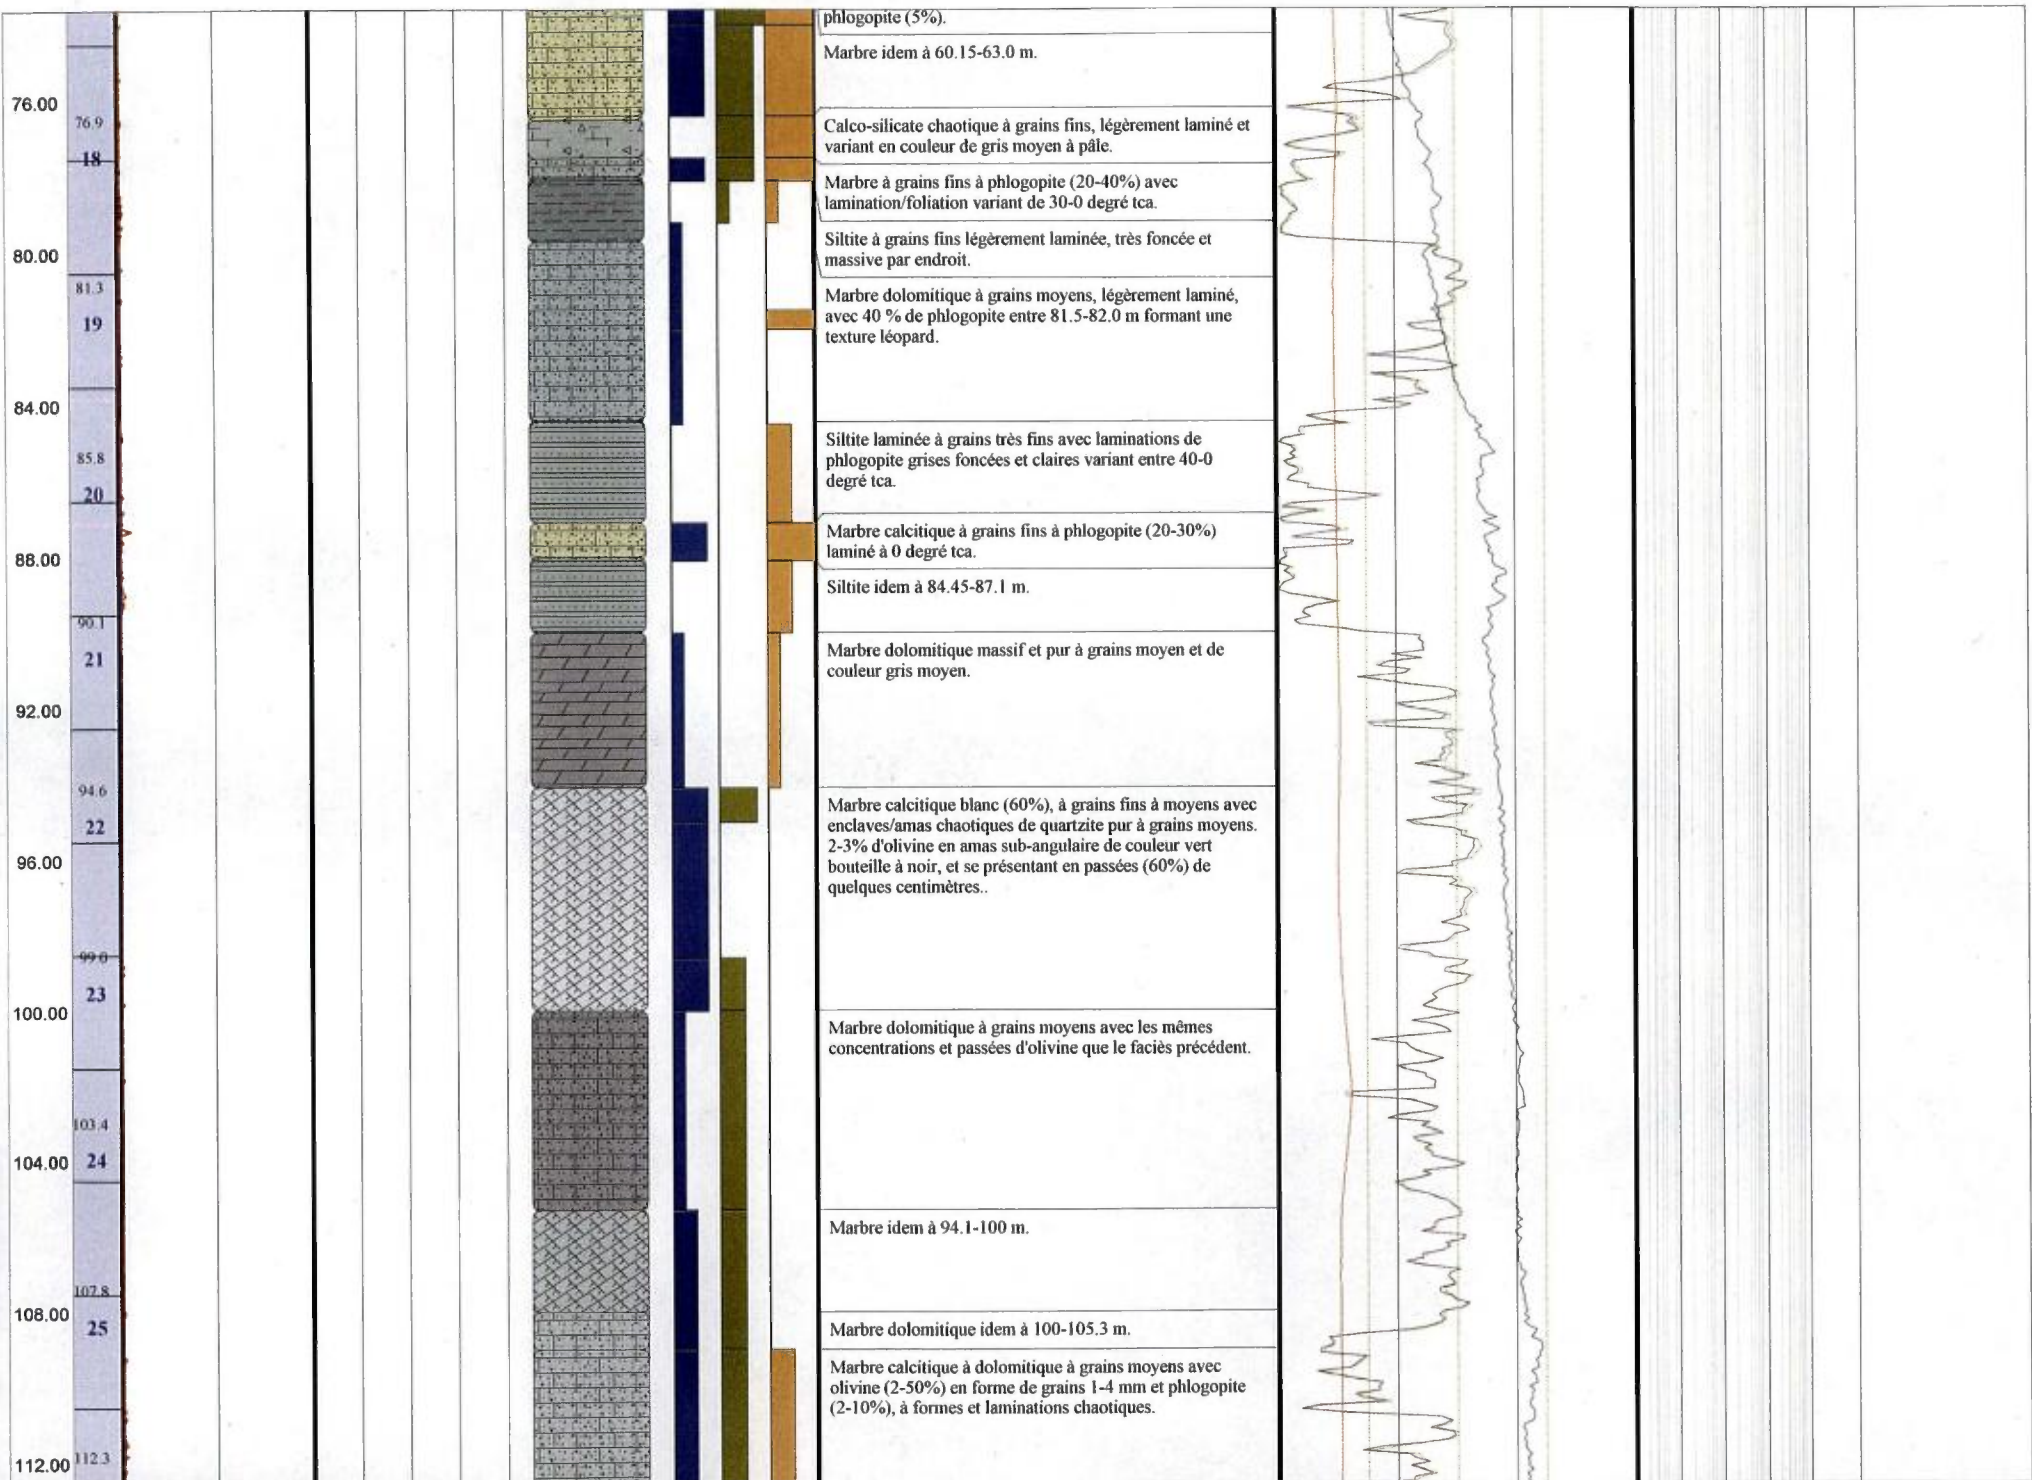 phlogopite (5%).
Marbre idem à 60.15-63.0 m.
76.00
76.9
18
Calco-silicate chaotique à grains fins, légèrement laminé et
variant en couleur de gris moyen à pâle.
Marbre à grains fins à phlogopite (20-40%) avec
lamination/foliation variant de 30-0 degré tca.
Siltite à grains fins légèrement laminée, très foncée et
massive par endroit.
80.00
81.3
19
Marbre dolomitique à grains moyens, légèrement laminé,
avec 40 % de phlogopite entre 81.5-82.0 m formant une
texture léopard.
84.00
85.8
20
Siltite laminée à grains très fins avec laminations de
phlogopite grises foncées et claires variant entre 40-0
degré tca.
Marbre calcitique à grains fins à phlogopite (20-30%)
laminé à 0 degré tca.
88.00
Siltite idem à 84.45-87.1 m.
90.1
21
Marbre dolomitique massif et pur à grains moyen et de
couleur gris moyen.
92.00
94.6
22
Marbre calcitique blanc (60%), à grains fins à moyens avec
enclaves/amas chaotiques de quartzite pur à grains moyens.
2-3% d'olivine en amas sub-angulaire de couleur vert
bouteille à noir, et se présentant en passées (60%) de
quelques centimètres..
96.00
99.0
23
100.00
Marbre dolomitique à grains moyens avec les mêmes
concentrations et passées d'olivine que le faciès précédent.
103.4
104.00
24
Marbre idem à 94.1-100 m.
107.8
108.00
25
Marbre dolomitique idem à 100-105.3 m.
Marbre calcitique à dolomitique à grains moyens avec
olivine (2-50%) en forme de grains 1-4 mm et phlogopite
(2-10%), à formes et laminations chaotiques.
112.00
112.3